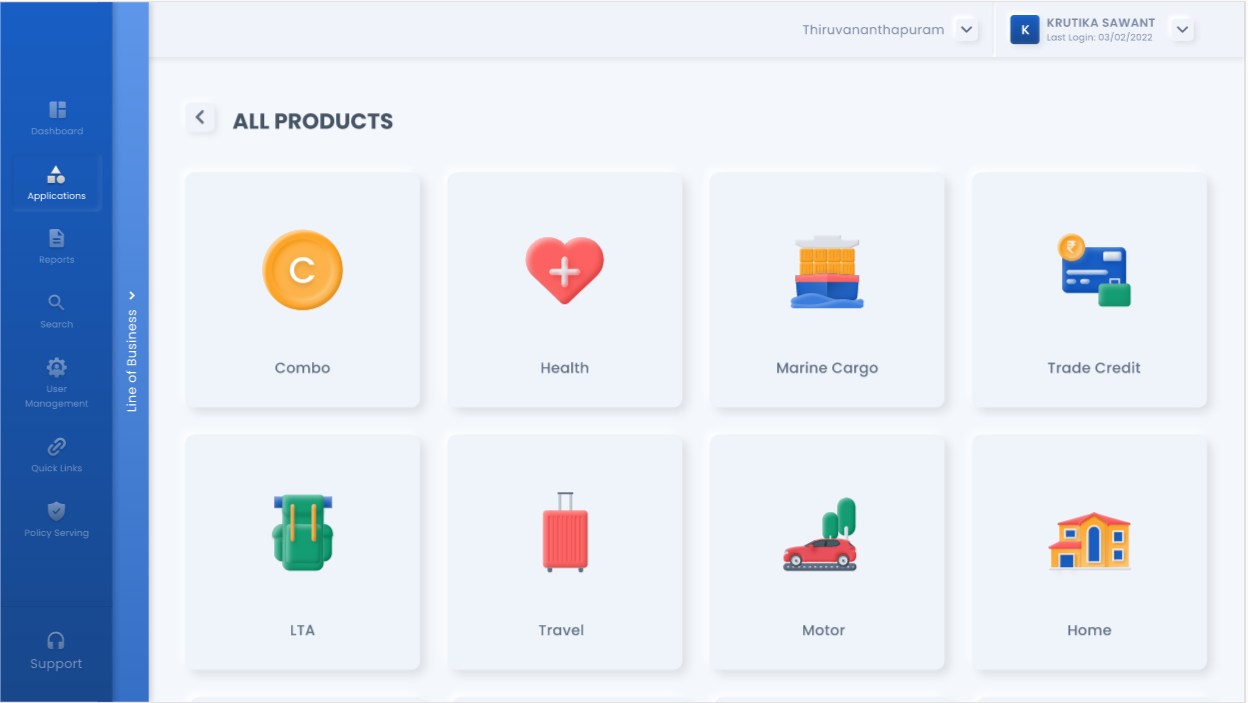 Thiruvananthapuram
K
KRUTIKA SAWANT
Last Login: 03/02/2022
Dashboard
Applications
Reports
Search
User
Management
Quick Links
Policy Serving
Support
Line of Business
ALL PRODUCTS
C
Combo
Health
Marine Cargo
₹
Trade Credit
LTA
Travel
Motor
Home